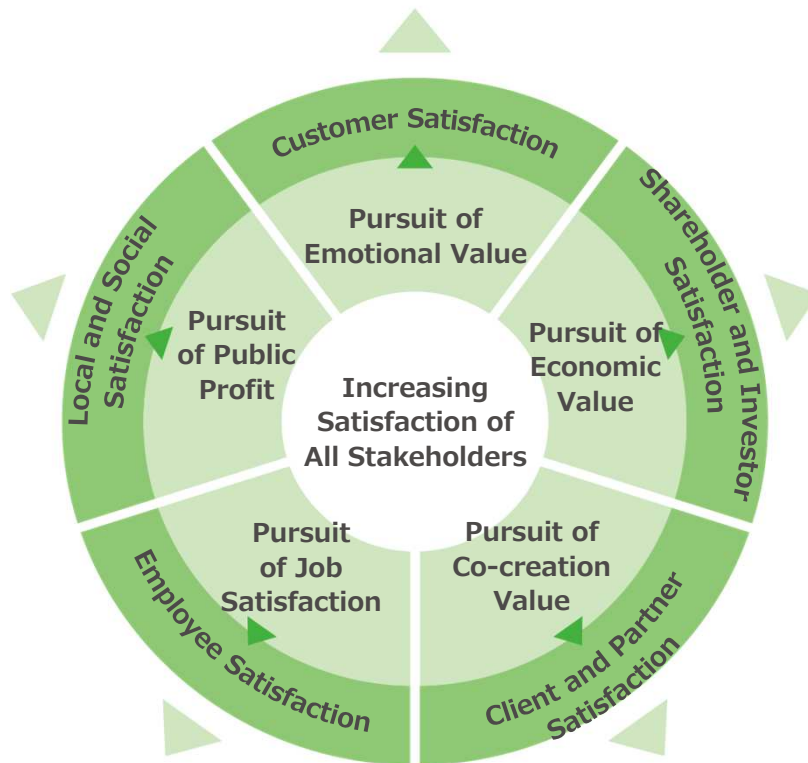 Customer Satisfaction
Pursuit of
Emotional Value
Shareholder and Investor
Satisfaction
Pursuit of
Economic
Value
Client and Partner
Satisfaction
Pursuit of
Co-creation
Value
Employee Satisfaction
Pursuit
of Job
Satisfaction
Local and Social
Satisfaction
Pursuit
of Public
Profit
Increasing
Satisfaction of
All Stakeholders